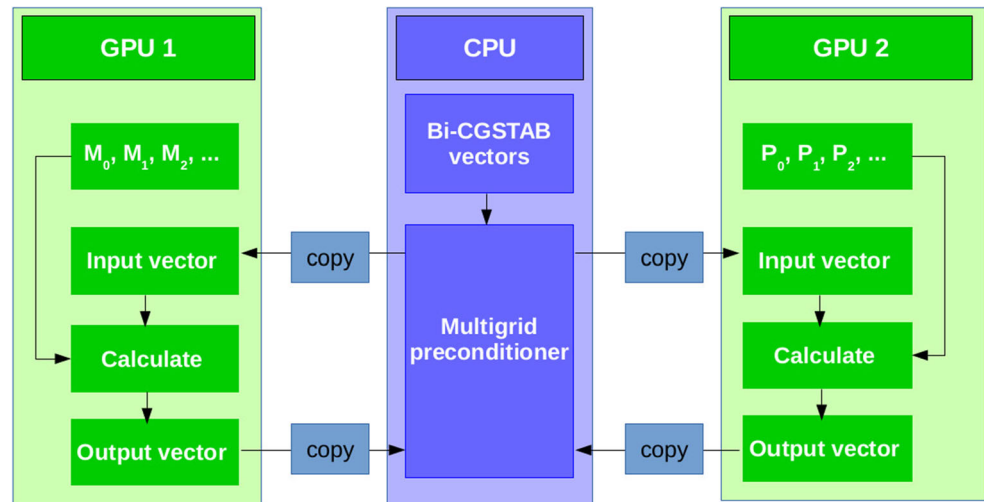 GPU 1
CPU
GPU 2
M₀, M₁, M₂, ...
Bi-CGSTAB
vectors
P₀, P₁, P₂, ...
Input vector
copy
copy
Input vector
Calculate
Multigrid
preconditioner
Calculate
Output vector
copy
copy
Output vector